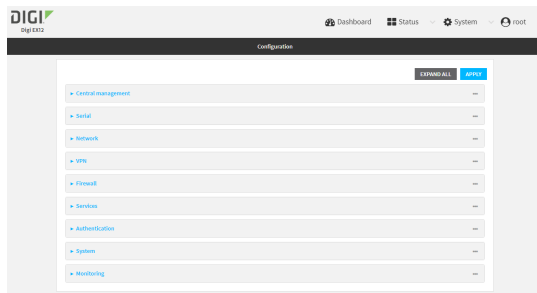 DIGI
Digi EX12
Dashboard Status System root
Configuration
EXPAND ALL APPLY
Central management
Serial
Network
VPN
Firewall
Services
Authentication
System
Monitoring